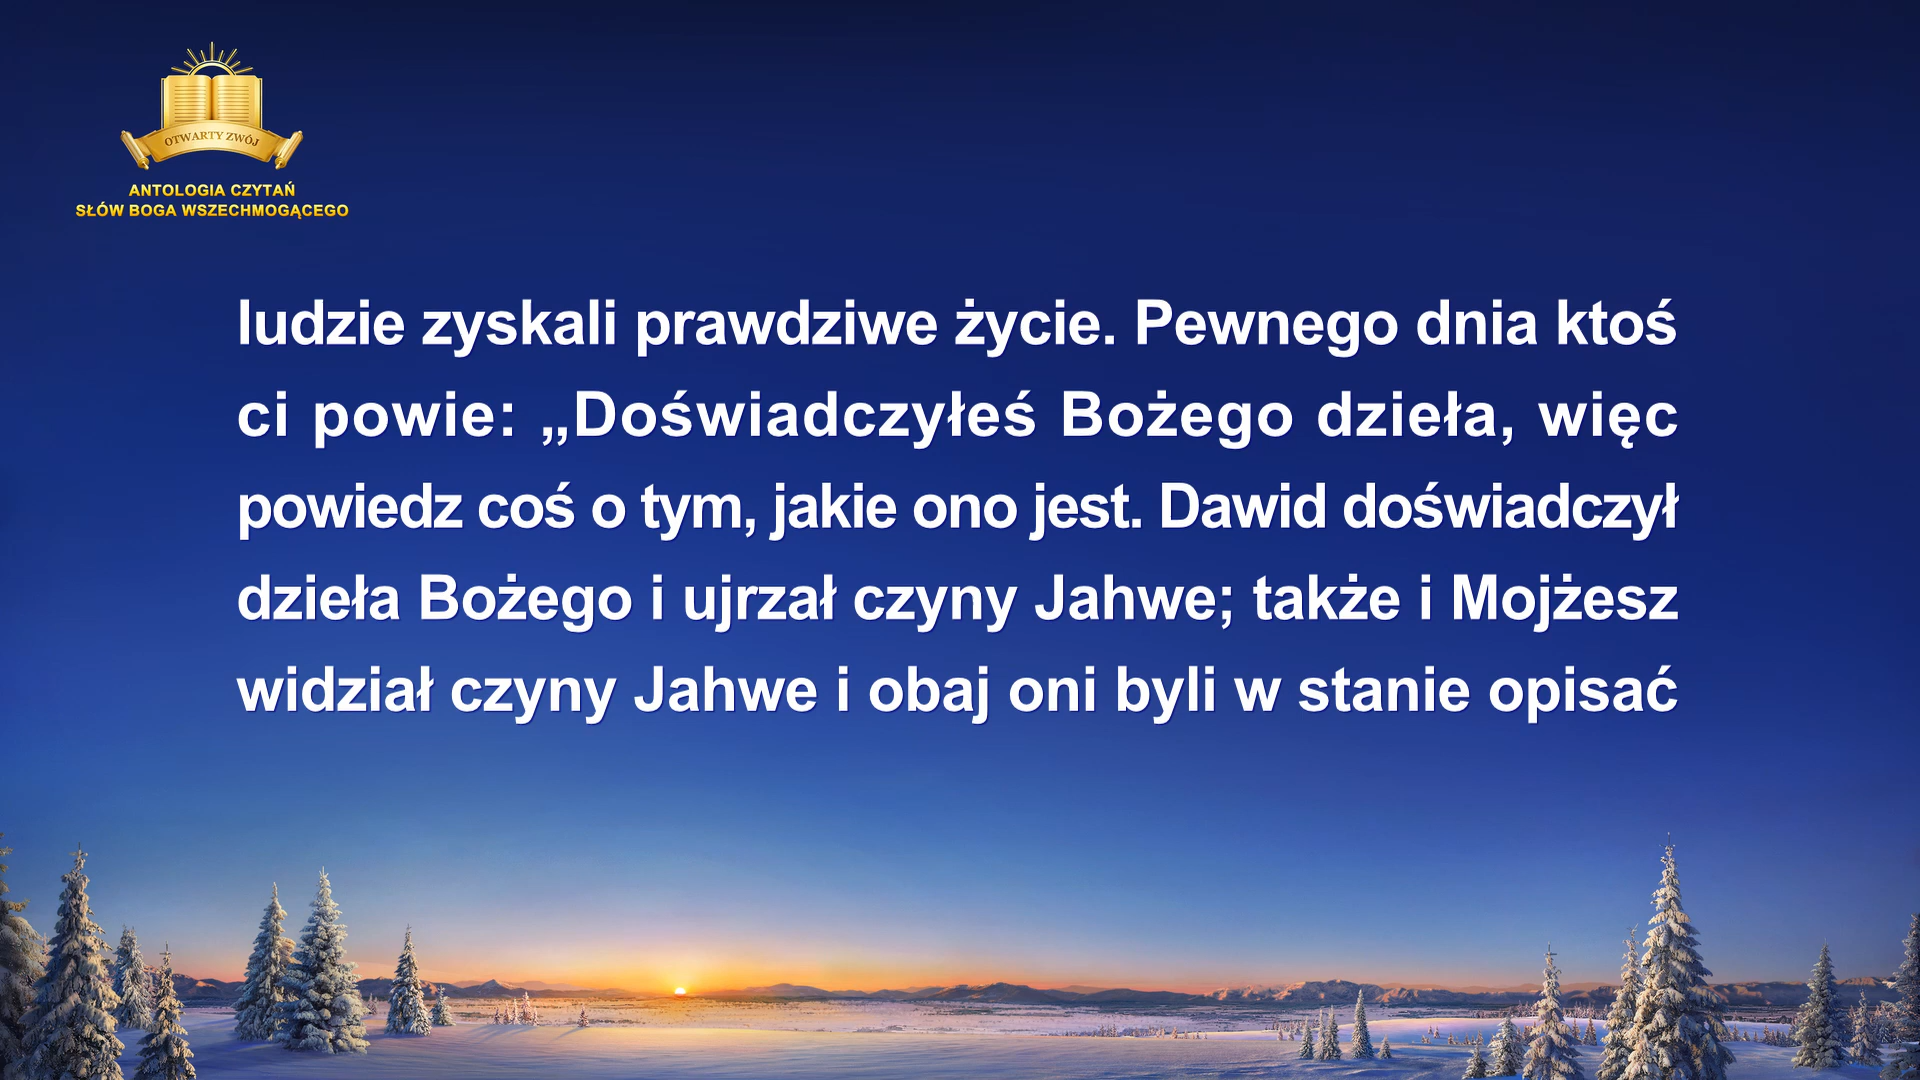 OTWARTY ZWÓJ
ANTOLOGIA CZYTAŃ
SŁÓW BOGA WSZECHMOGĄCEGO
ludzie zyskali prawdziwe życie. Pewnego dnia ktoś
ci powie: „Doświadczyłeś Bożego dzieła, więc
powiedz coś o tym, jakie ono jest. Dawid doświadczył
dzieła Bożego i ujrzał czyny Jahwe; także i Mojżesz
widział czyny Jahwe i obaj oni byli w stanie opisać